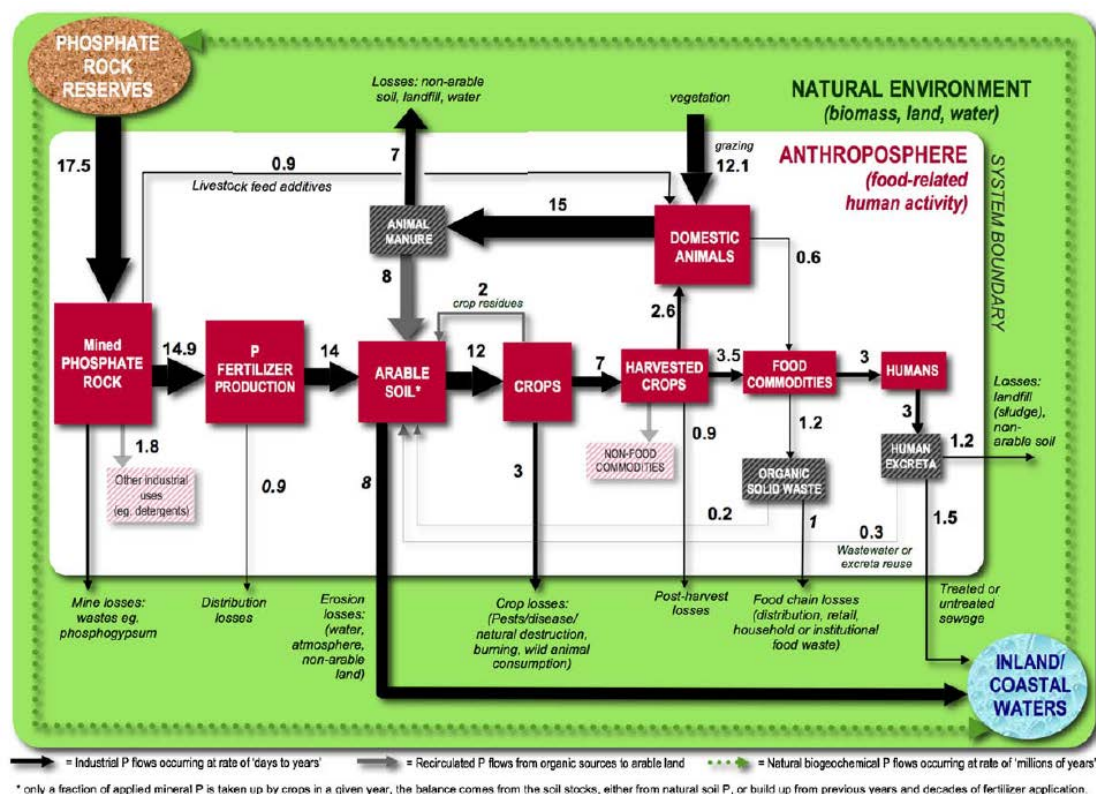 PHOSPHATE
ROCK
RESERVES
Losses: non-arable
soil, landfill, water
vegetation
NATURAL ENVIRONMENT
(biomass, land, water)
17.5
0.9
Livestock feed additives
7
grazing
12.1
ANTHROPOSPHERE
(food-related
human activity)
SYSTEM BOUNDARY
ANIMAL
MANURE
15
DOMESTIC
ANIMALS
8
2
crop residues
2.6
0.6
Mined
PHOSPHATE
ROCK
14.9
P
FERTILIZER
PRODUCTION
14
ARABLE
SOIL*
12
CROPS
7
HARVESTED
CROPS
3.5
FOOD
COMMODITIES
3
HUMANS
Losses:
landfill
(sludge),
non-
arable soil
1.8
Other industrial
uses
(eg. detergents)
0.9
8
3
NON-FOOD
COMMODITIES
0.9
1.2
ORGANIC
SOLID WASTE
3
HUMAN
EXCRETA
1.2
0.2
1
0.3
Wastewater or
excreta reuse
1.5
Mine losses:
wastes eg.
phosphogypsum
Distribution
losses
Erosion
losses:
(water,
atmosphere,
non-arable
land)
Crop losses:
(Pests/disease/
natural destruction,
burning, wild animal
consumption)
Post-harvest
losses
Food chain losses
(distribution, retail,
household or institutional
food waste)
Treated or
untreated
sewage
INLAND/
COASTAL
WATERS
= Industrial P flows occurring at rate of 'days to years'
= Recirculated P flows from organic sources to arable land
= Natural biogeochemical P flows occurring at rate of 'millions of years'
* only a fraction of applied mineral P is taken up by crops in a given year, the balance comes from the soil stocks, either from natural soil P, or build up from previous years and decades of fertilizer application.